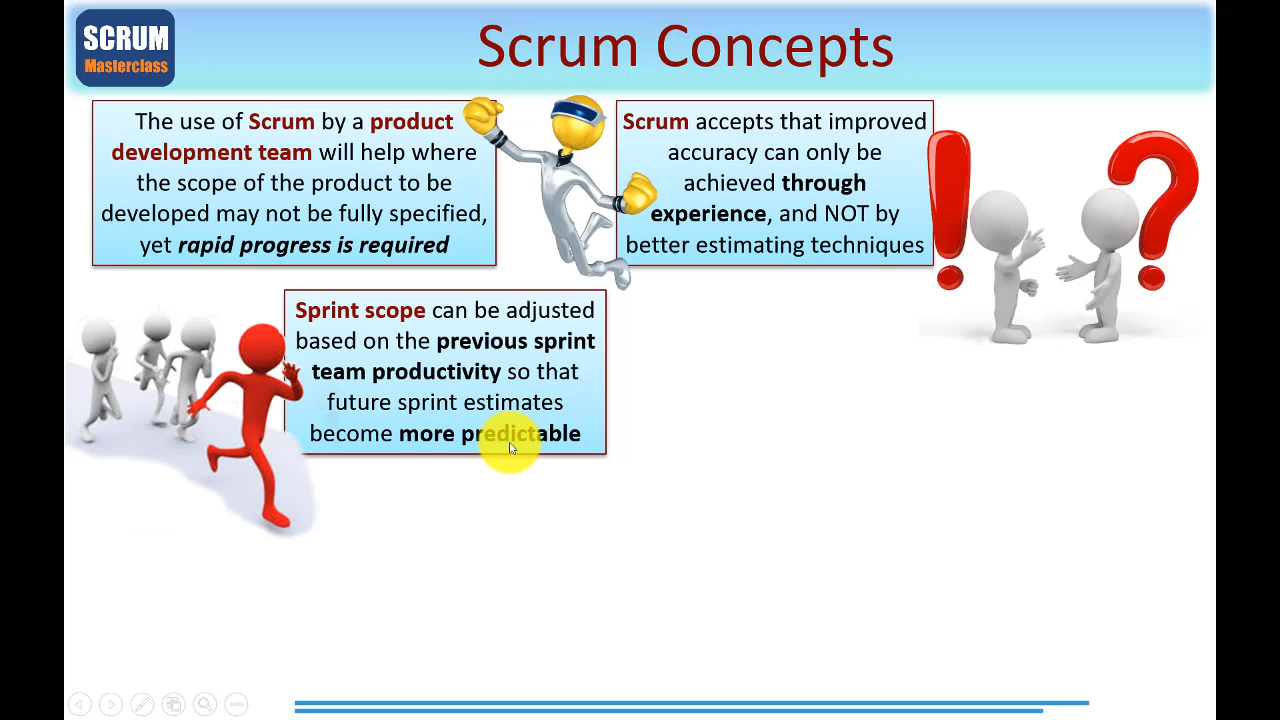 SCRUM
Masterclass
Scrum Concepts
The use of Scrum by a product
development team will help where
the scope of the product to be
developed may not be fully specified,
yet rapid progress is required
Scrum accepts that improved
accuracy can only be
achieved through
experience, and NOT by
better estimating techniques
Sprint scope can be adjusted
based on the previous sprint
team productivity so that
future sprint estimates
become more predictable